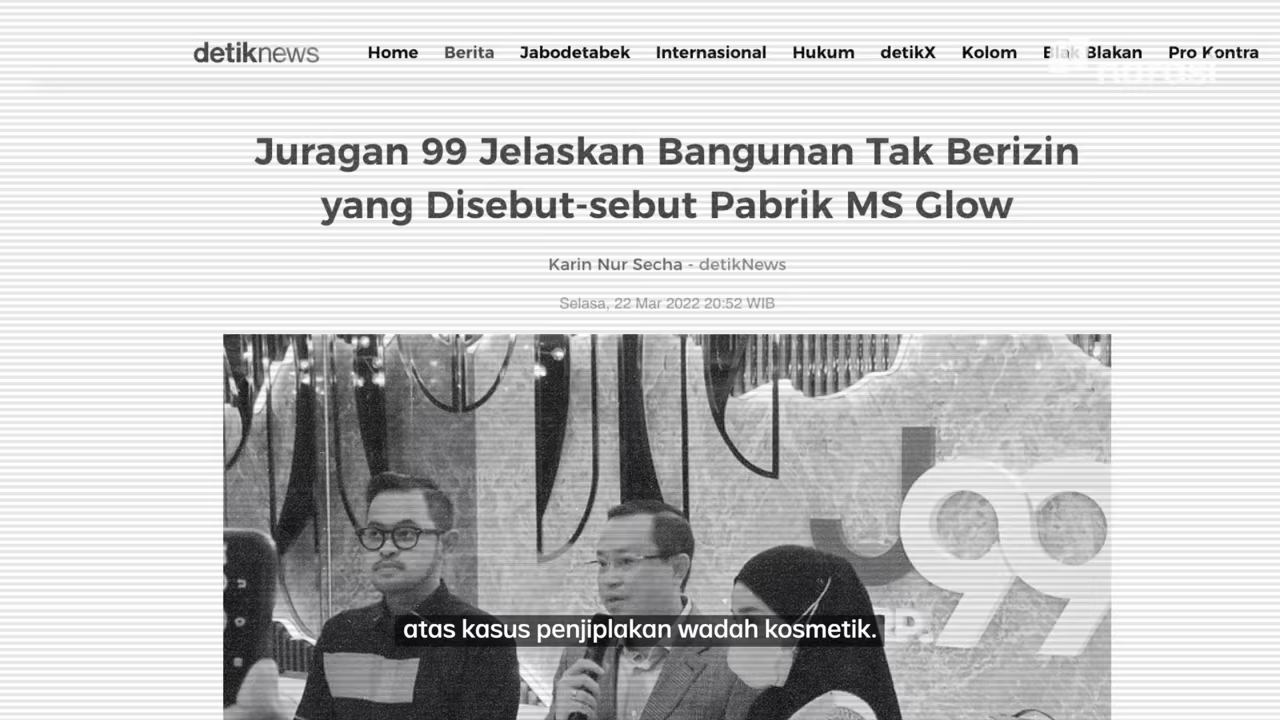 detiknews Home Berita Jabodetabek Internasional Hukum detikX Kolom Blak Blakan Pro Kontra
narasi
Juragan 99 Jelaskan Bangunan Tak Berizin
yang Disebut-sebut Pabrik MS Glow
Karin Nur Secha - detikNews
Selasa, 22 Mar 2022 20:52 WIB
J99
atas kasus penjiplakan wadah kosmetik.